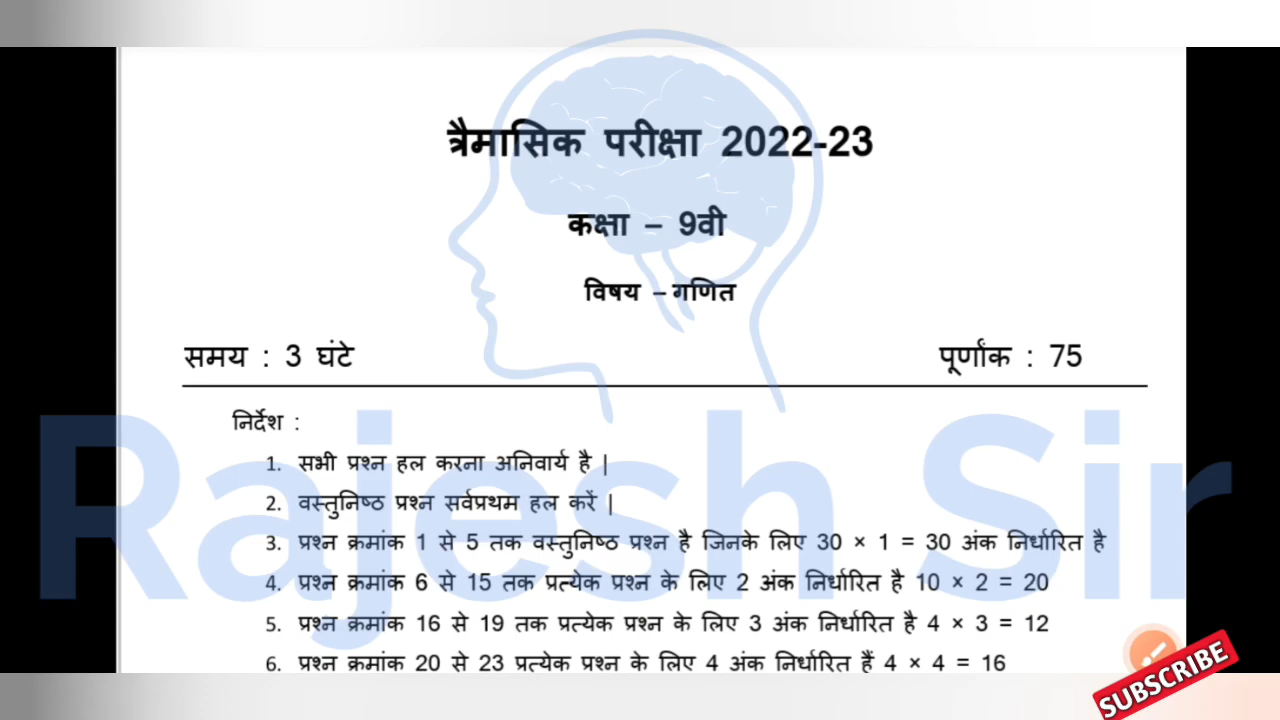 त्रैमासिक परीक्षा 2022-23
कक्षा – 9वी
विषय – गणित
समय : 3 घंटे
पूर्णांक : 75
निर्देश :
1. सभी प्रश्न हल करना अनिवार्य है |
2. वस्तुनिष्ठ प्रश्न सर्वप्रथम हल करें |
3. प्रश्न क्रमांक 1 से 5 तक वस्तुनिष्ठ प्रश्न है जिनके लिए 30 × 1 = 30 अंक निर्धारित है
4. प्रश्न क्रमांक 6 से 15 तक प्रत्येक प्रश्न के लिए 2 अंक निर्धारित है 10 × 2 = 20
5. प्रश्न क्रमांक 16 से 19 तक प्रत्येक प्रश्न के लिए 3 अंक निर्धारित है 4 × 3 = 12
6. प्रश्न क्रमांक 20 से 23 प्रत्येक प्रश्न के लिए 4 अंक निर्धारित हैं 4 × 4 = 16
Rajesh Sir
SUBSCRIBE